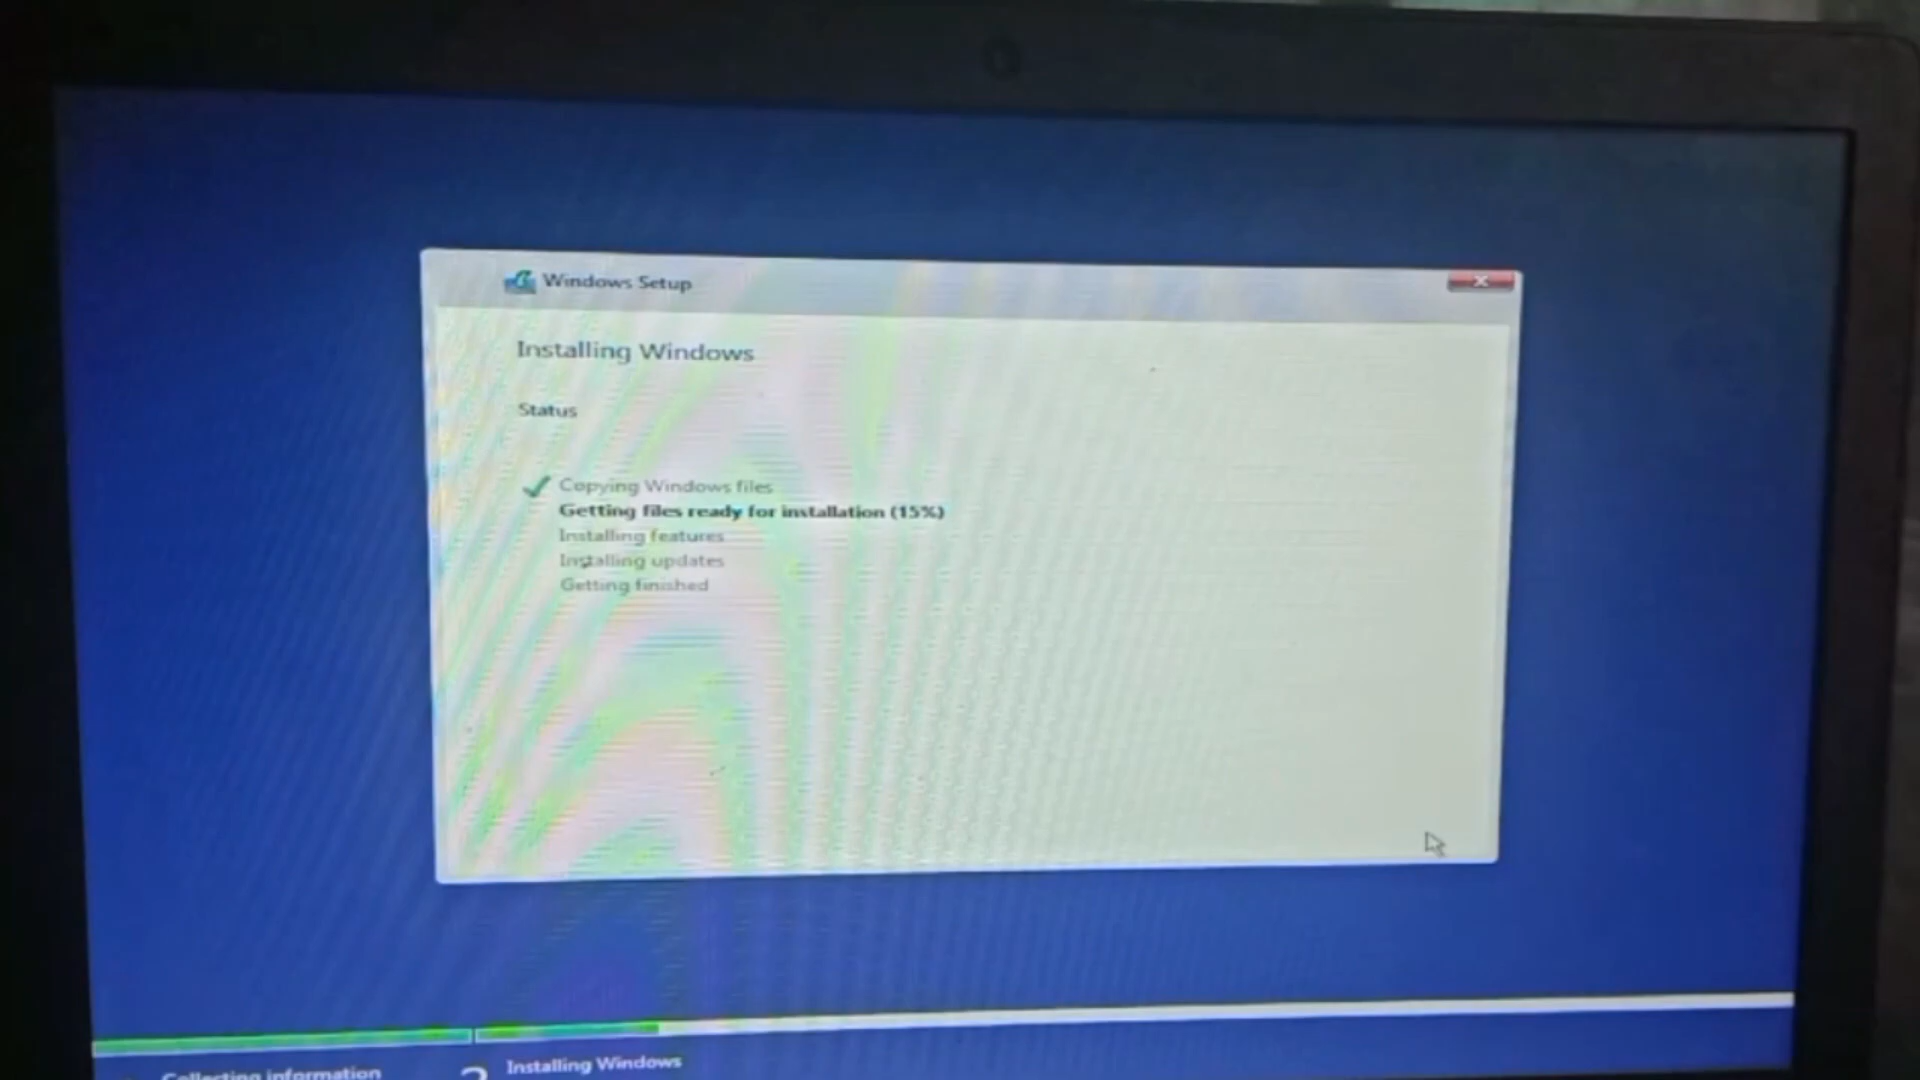 Windows Setup
Installing Windows
Status
Copying Windows files
Getting files ready for installation (15%)
Installing features
Installing updates
Getting finished
Collecting information
2 Installing Windows